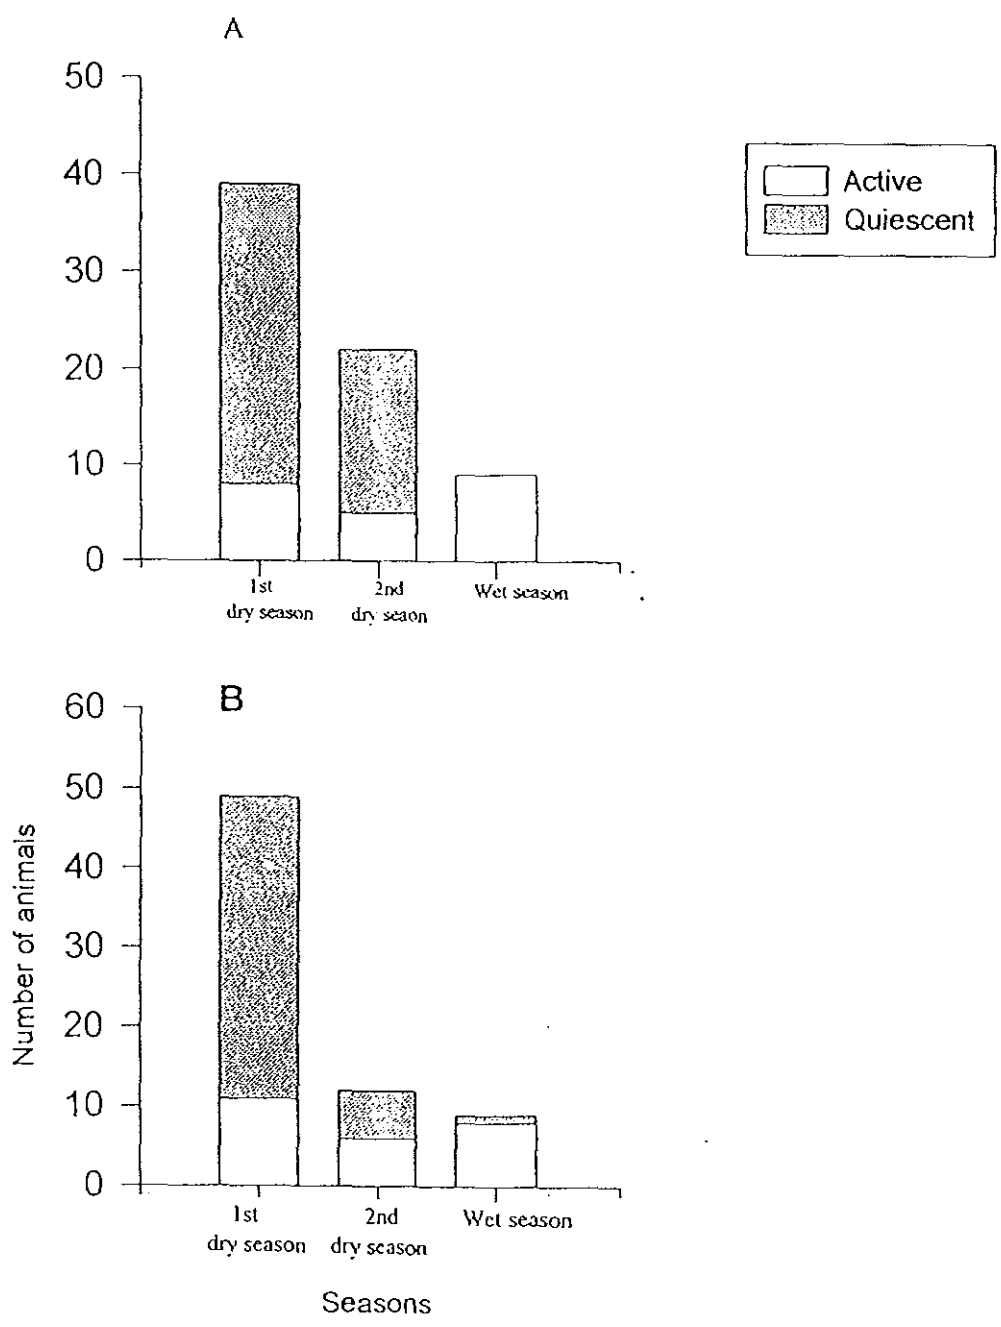 A
50
40
30
20
10
0
Active
Quiescent
1st
dry season
2nd
dry seaon
Wet season
B
60
50
40
30
20
10
0
Number of animals
1st
dry season
2nd
dry season
Wet season
Seasons